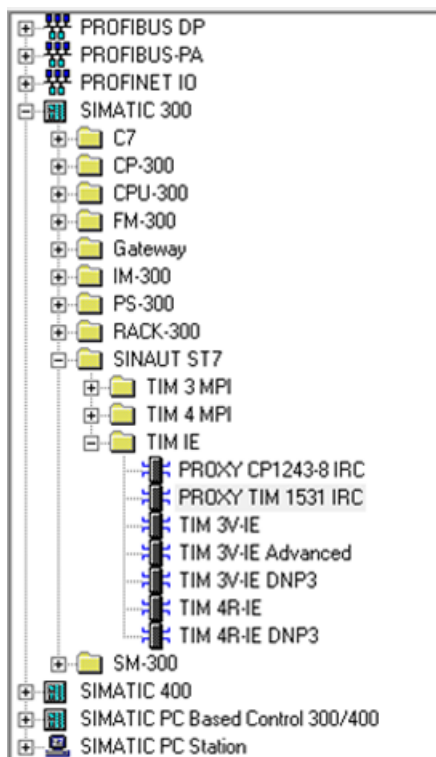 PROFIBUS DP
PROFIBUS-PA
PROFINET IO
SIMATIC 300
C7
CP-300
CPU-300
FM-300
Gateway
IM-300
PS-300
RACK-300
SINAUT ST7
TIM 3 MPI
TIM 4 MPI
TIM IE
PROXY CP1243-8 IRC
PROXY TIM 1531 IRC
TIM 3V-IE
TIM 3V-IE Advanced
TIM 3V-IE DNP3
TIM 4R-IE
TIM 4R-IE DNP3
SM-300
SIMATIC 400
SIMATIC PC Based Control 300/400
SIMATIC PC Station